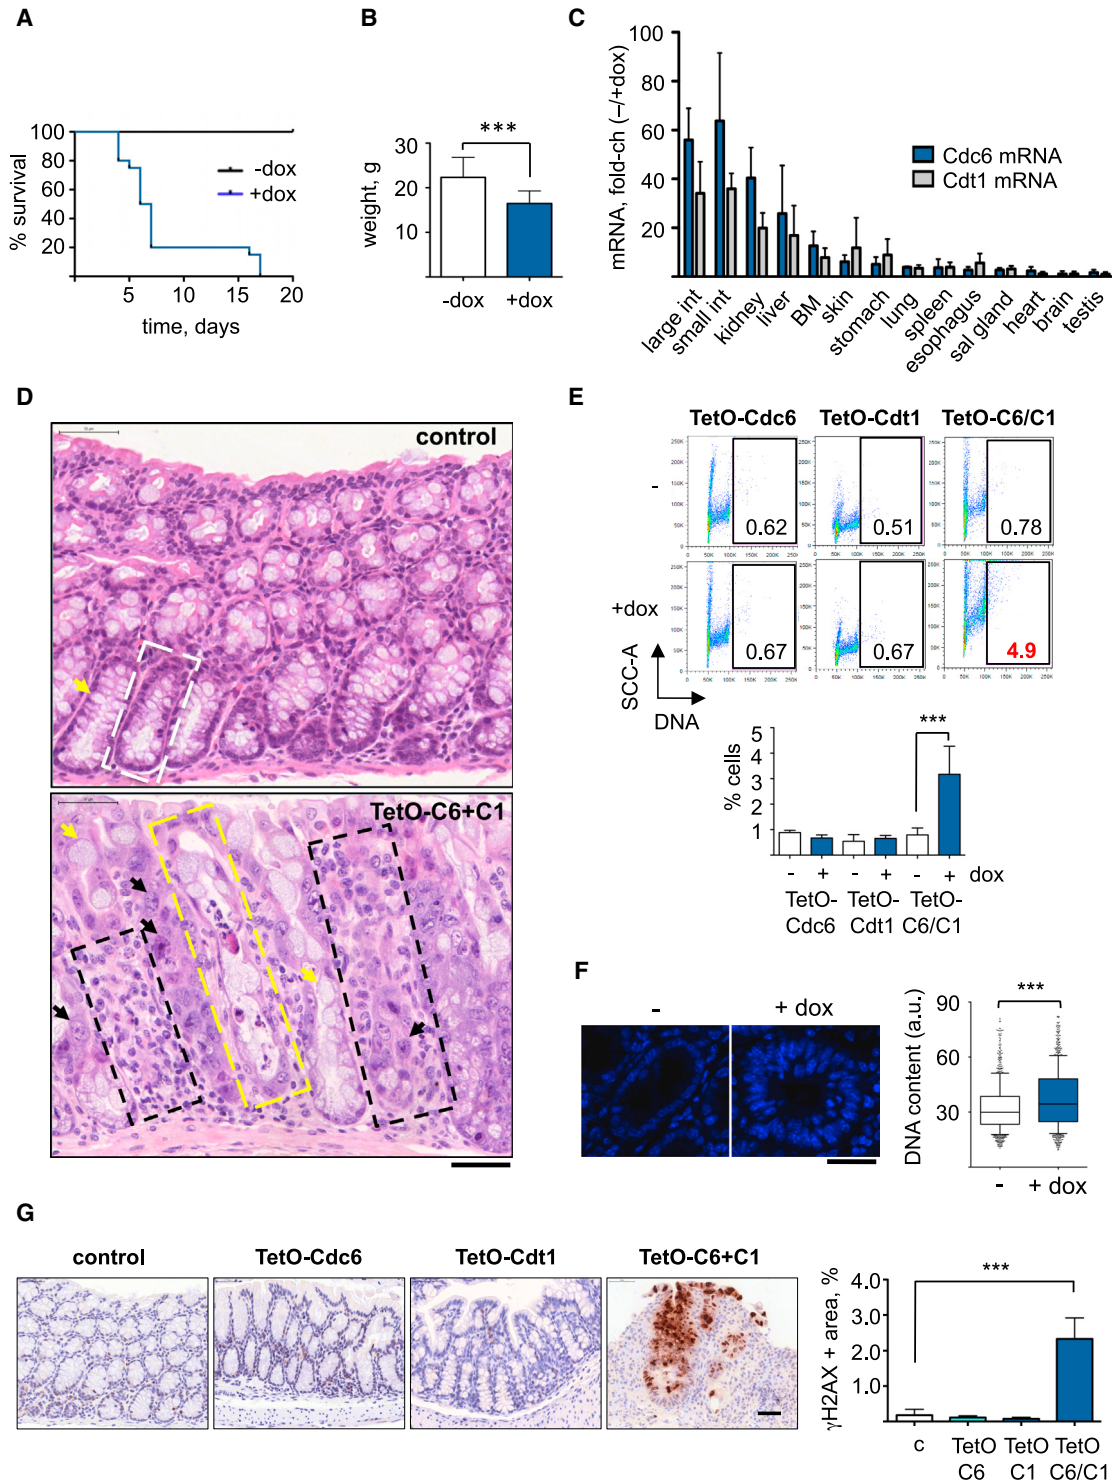 A
100
80
60
40
20
% survival
5
10
15
20
time, days
-dox
+dox
B
***
30
20
10
weight, g
-dox
+dox
C
100
80
60
40
20
mRNA, fold-ch (–/+dox)
Cdc6 mRNA
Cdt1 mRNA
large int
small int
kidney
liver
BM
skin
stomach
lung
spleen
esophagus
sal gland
heart
brain
testis
D
control
TetO-C6+C1
E
TetO-Cdc6
TetO-Cdt1
TetO-C6/C1
-
0.62
0.51
0.78
+dox
0.67
0.67
4.9
SCC-A
DNA
5
4
3
2
1
% cells
***
- + - + - + dox
TetO-Cdc6
TetO-Cdt1
TetO-C6/C1
F
-
+ dox
90
60
30
DNA content (a.u.)
***
- + dox
G
control
TetO-Cdc6
TetO-Cdt1
TetO-C6+C1
4.0
3.0
2.0
1.0
γH2AX + area, %
***
c
TetO C6
TetO C1
TetO C6/C1